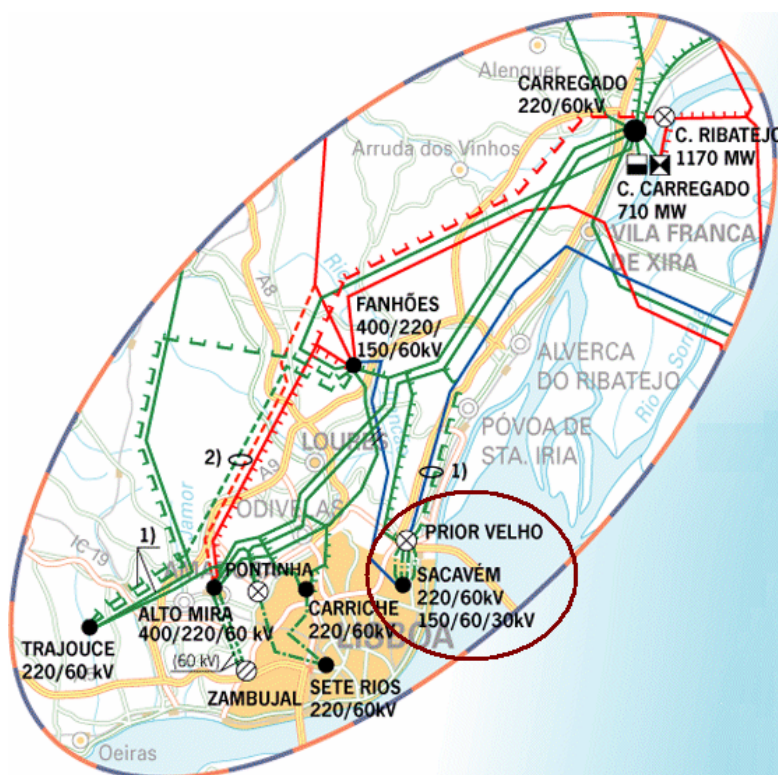 Alenquer
CARREGADO
220/60kV
C. RIBATEJO
1170 MW
Arruda dos Vinhos
C. CARREGADO
710 MW
VILA FRANCA
DE XIRA
A8
FANHÕES
400/220/
150/60kV
ALVERCA
DO RIBATEJO
PÓVOA DE
STA. IRIA
LOURES
2)
A9
1)
ODIVELAS
PRIOR VELHO
1)
IC 19
PONTINHA
SACAVÉM
220/60kV
150/60/30kV
ALTO MIRA
400/220/60 kV
CARRICHE
220/60kV
TRAJOUCE
220/60 kV
LISBOA
(60 kV)
ZAMBUJAL
SETE RIOS
220/60kV
Oeiras